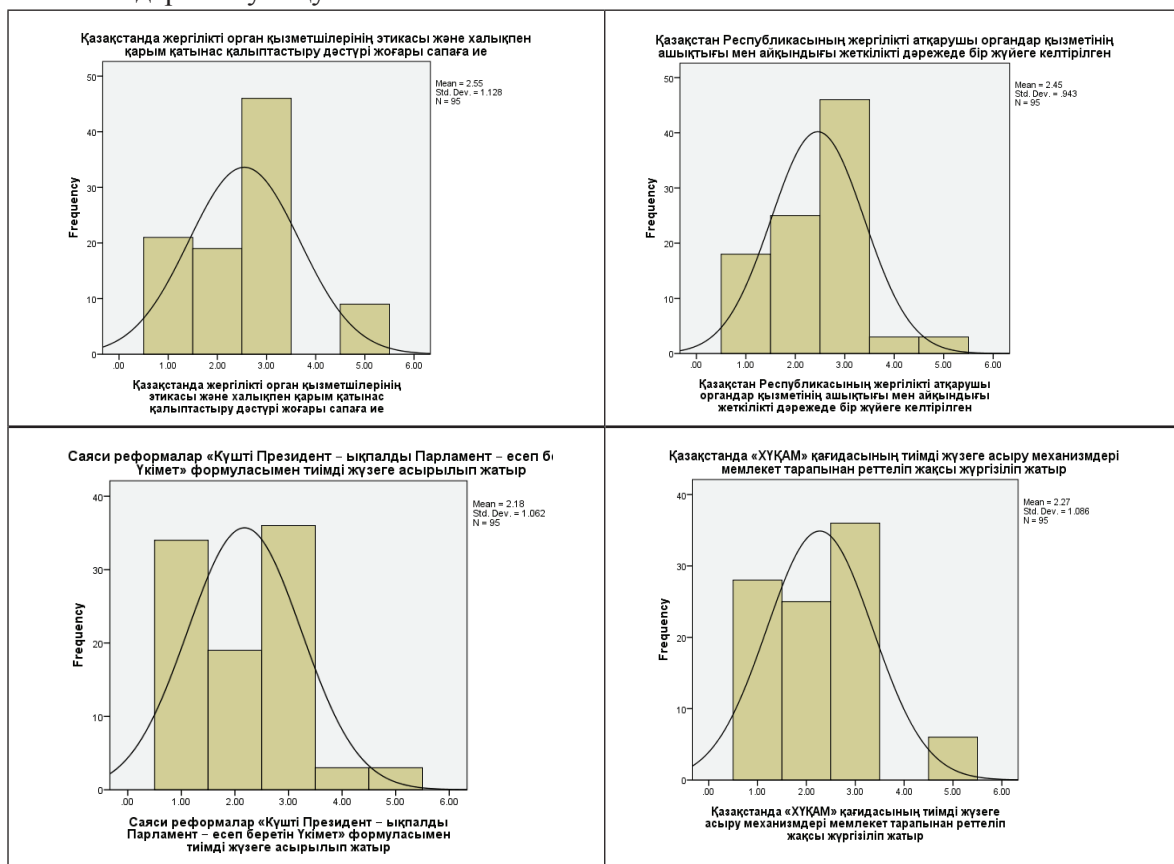 Қазақстанда жергілікті орган қызметшілерінің этикасы және халықпен
қарым қатынас қалыптастыру дәстүрі жоғары сапаға ие
Mean = 2.55
Std. Dev. = 1.128
N = 95
Frequency
50
40
30
20
10
0
.00 1.00 2.00 3.00 4.00 5.00 6.00
Қазақстанда жергілікті орган қызметшілерінің
этикасы және халықпен қарым қатынас
қалыптастыру дәстүрі жоғары сапаға ие
Қазақстан Республикасының жергілікті атқарушы органдар қызметінің
ашықтығы мен айқындығы жеткілікті дәрежеде бір жүйеге келтірілген
Mean = 2.45
Std. Dev. = .943
N = 95
Frequency
50
40
30
20
10
0
.00 1.00 2.00 3.00 4.00 5.00 6.00
Қазақстан Республикасының жергілікті атқарушы
органдар қызметінің ашықтығы мен айқындығы
жеткілікті дәрежеде бір жүйеге келтірілген
Саяси реформалар «Күшті Президент – ықпалды Парламент – есеп бе
Үкімет» формуласымен тиімді жүзеге асырылып жатыр
Mean = 2.18
Std. Dev. = 1.062
N = 95
Frequency
40
30
20
10
0
.00 1.00 2.00 3.00 4.00 5.00 6.00
Саяси реформалар «Күшті Президент – ықпалды
Парламент – есеп беретін Үкімет» формуласымен
тиімді жүзеге асырылып жатыр
Қазақстанда «ХҮҚАМ» қағидасының тиімді жүзеге асыру механизмдері
мемлекет тарапынан реттеліп жақсы жүргізіліп жатыр
Mean = 2.27
Std. Dev. = 1.086
N = 95
Frequency
40
30
20
10
0
.00 1.00 2.00 3.00 4.00 5.00 6.00
Қазақстанда «ХҮҚАМ» қағидасының тиімді жүзеге
асыру механизмдері мемлекет тарапынан реттеліп
жақсы жүргізіліп жатыр